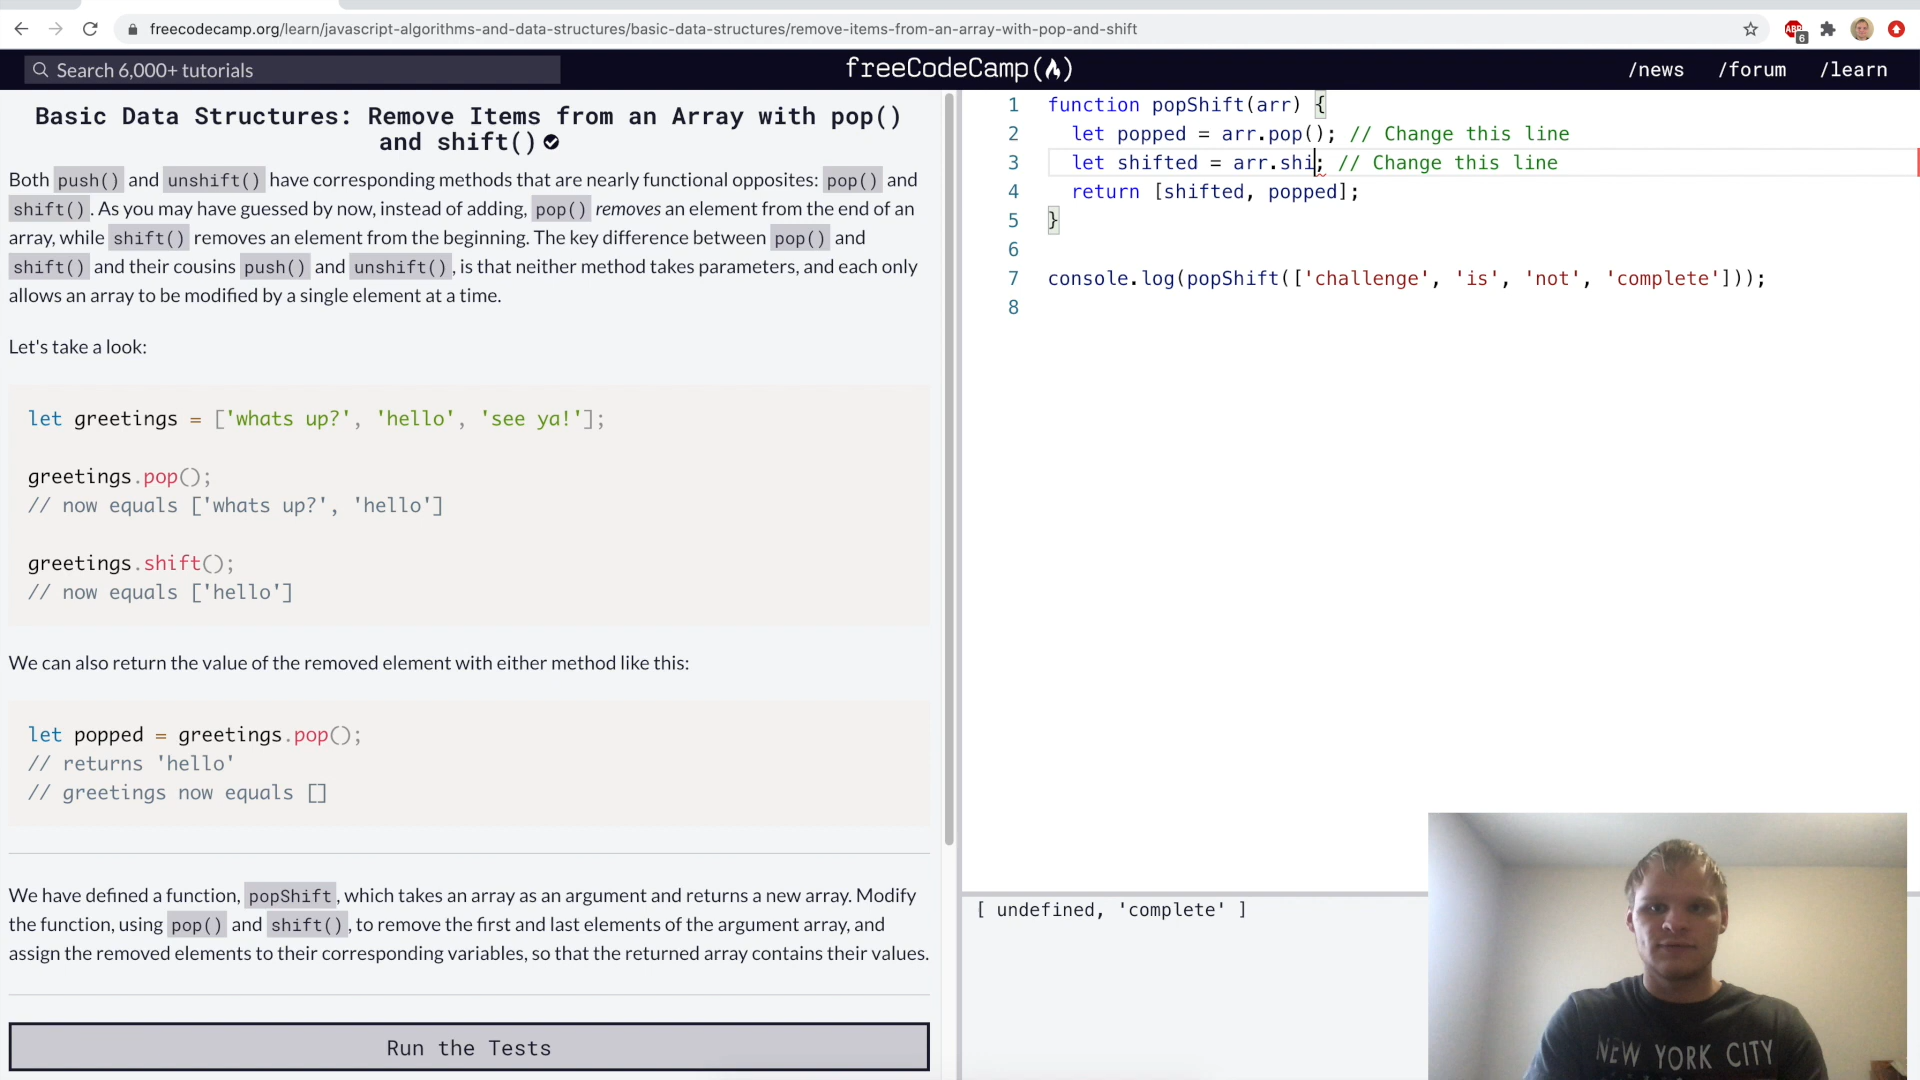 freecodecamp.org/learn/javascript-algorithms-and-data-structures/basic-data-structures/remove-items-from-an-array-with-pop-and-shift
ABP
6
Search 6,000+ tutorials
freeCodeCamp
/news
/forum
/learn
Basic Data Structures: Remove Items from an Array with pop()
and shift()
Both push() and unshift() have corresponding methods that are nearly functional opposites: pop() and
shift(). As you may have guessed by now, instead of adding, pop() removes an element from the end of an
array, while shift() removes an element from the beginning. The key difference between pop() and
shift() and their cousins push() and unshift(), is that neither method takes parameters, and each only
allows an array to be modified by a single element at a time.
Let's take a look:
let greetings = ['whats up?', 'hello', 'see ya!'];
greetings.pop();
// now equals ['whats up?', 'hello']
greetings.shift();
// now equals ['hello']
We can also return the value of the removed element with either method like this:
let popped = greetings.pop();
// returns 'hello'
// greetings now equals []
We have defined a function, popShift, which takes an array as an argument and returns a new array. Modify
the function, using pop() and shift(), to remove the first and last elements of the argument array, and
assign the removed elements to their corresponding variables, so that the returned array contains their values.
Run the Tests
1 function popShift(arr) {
2 let popped = arr.pop(); // Change this line
3 let shifted = arr.shi; // Change this line
4 return [shifted, popped];
5 }
6
7 console.log(popShift(['challenge', 'is', 'not', 'complete']));
8
[ undefined, 'complete' ]
NEW YORK CITY